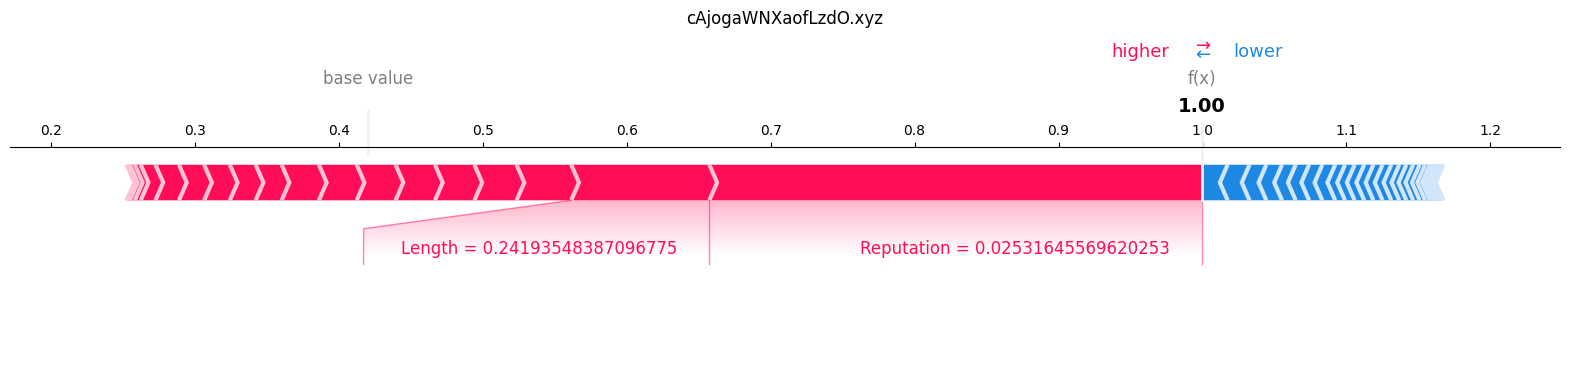 cAjogaWNXaofLzdO.xyz
higher ⇄ lower
base value f(x)
1.00
0.2 0.3 0.4 0.5 0.6 0.7 0.8 0.9 1.0 1.1 1.2
Length = 0.24193548387096775 Reputation = 0.02531645569620253